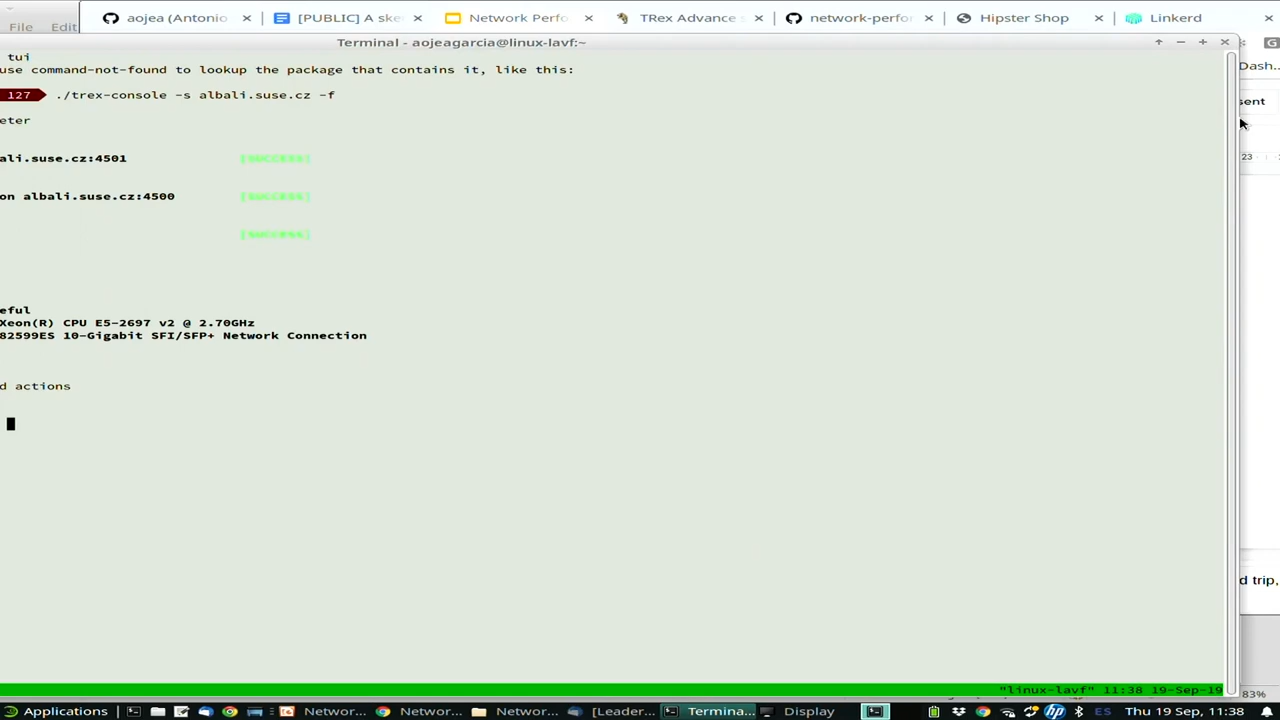 aojea (Antonio
[PUBLIC] A ske
Network Perfo
TRex Advance s
network-perfor
Hipster Shop
Linkerd
File Edit
Terminal - aojeagarcia@linux-lavf:~
tui
use command-not-found to lookup the package that contains it, like this:
127 ./trex-console -s albali.suse.cz -f
eter
ali.suse.cz:4501 [SUCCESS]
on albali.suse.cz:4500 [SUCCESS]
[SUCCESS]
eful
Xeon(R) CPU E5-2697 v2 @ 2.70GHz
82599ES 10-Gigabit SFI/SFP+ Network Connection
d actions
Dash..
sent
23
d trip,
"linux-lavf" 11:38 19-Sep-19
83%
Applications Networ... Networ... Networ... [Leader... Termina... Display ES Thu 19 Sep, 11:38